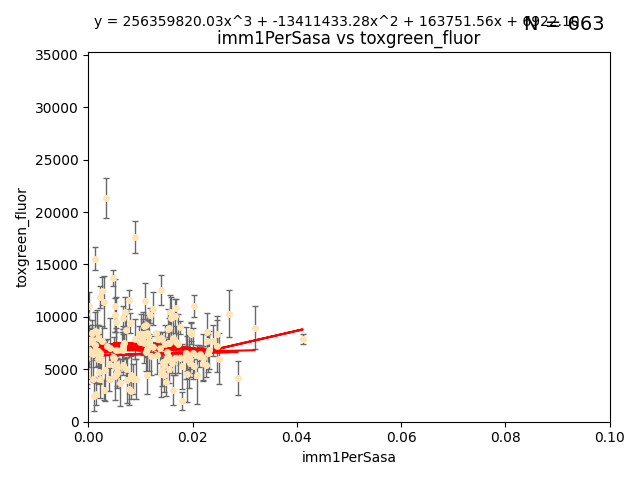 y = 256359820.03x^3 + -13411433.28x^2 + 163751.56x + 6922.10
N = 663
imm1PerSasa vs toxgreen_fluor
35000
30000
25000
20000
15000
10000
5000
0
toxgreen_fluor
0.00 0.02 0.04 0.06 0.08 0.10
imm1PerSasa